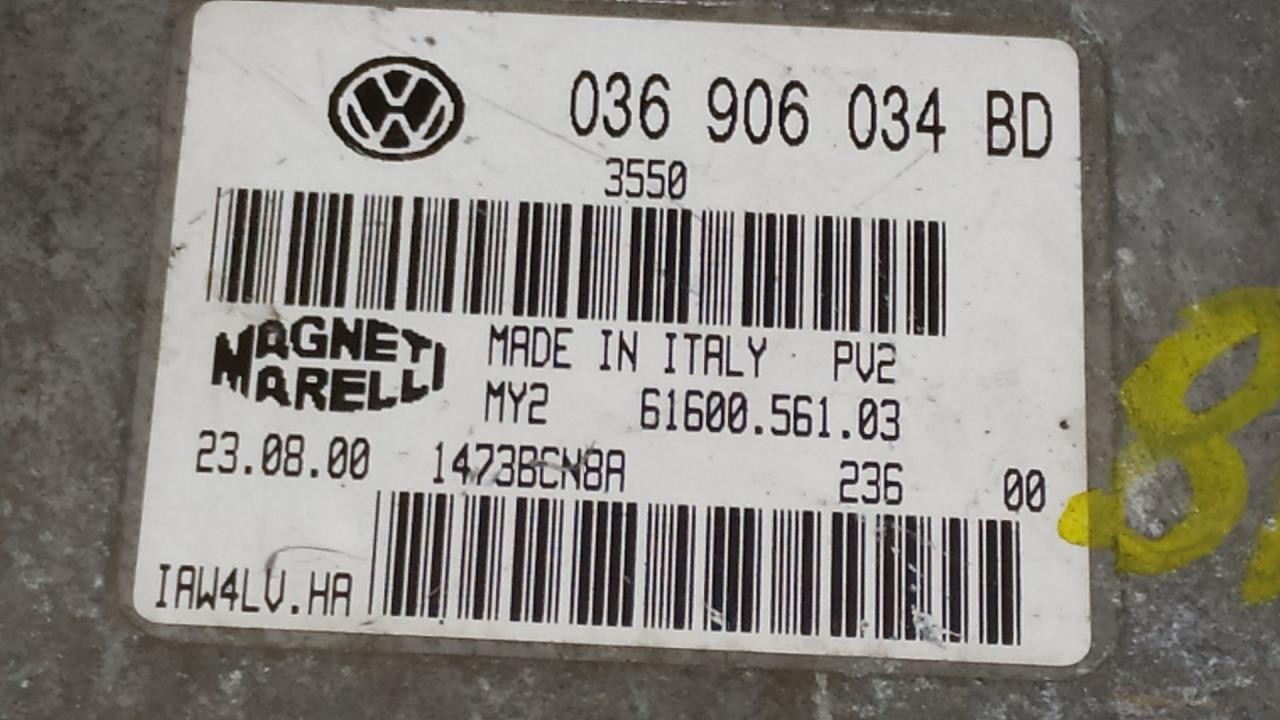 036 906 034 BD
3550
MAGNETI MARELLI
MADE IN ITALY PV2
MY2 61600.561.03
23.08.00 1473BCN8A 236 00
IAW4LV.HA
8